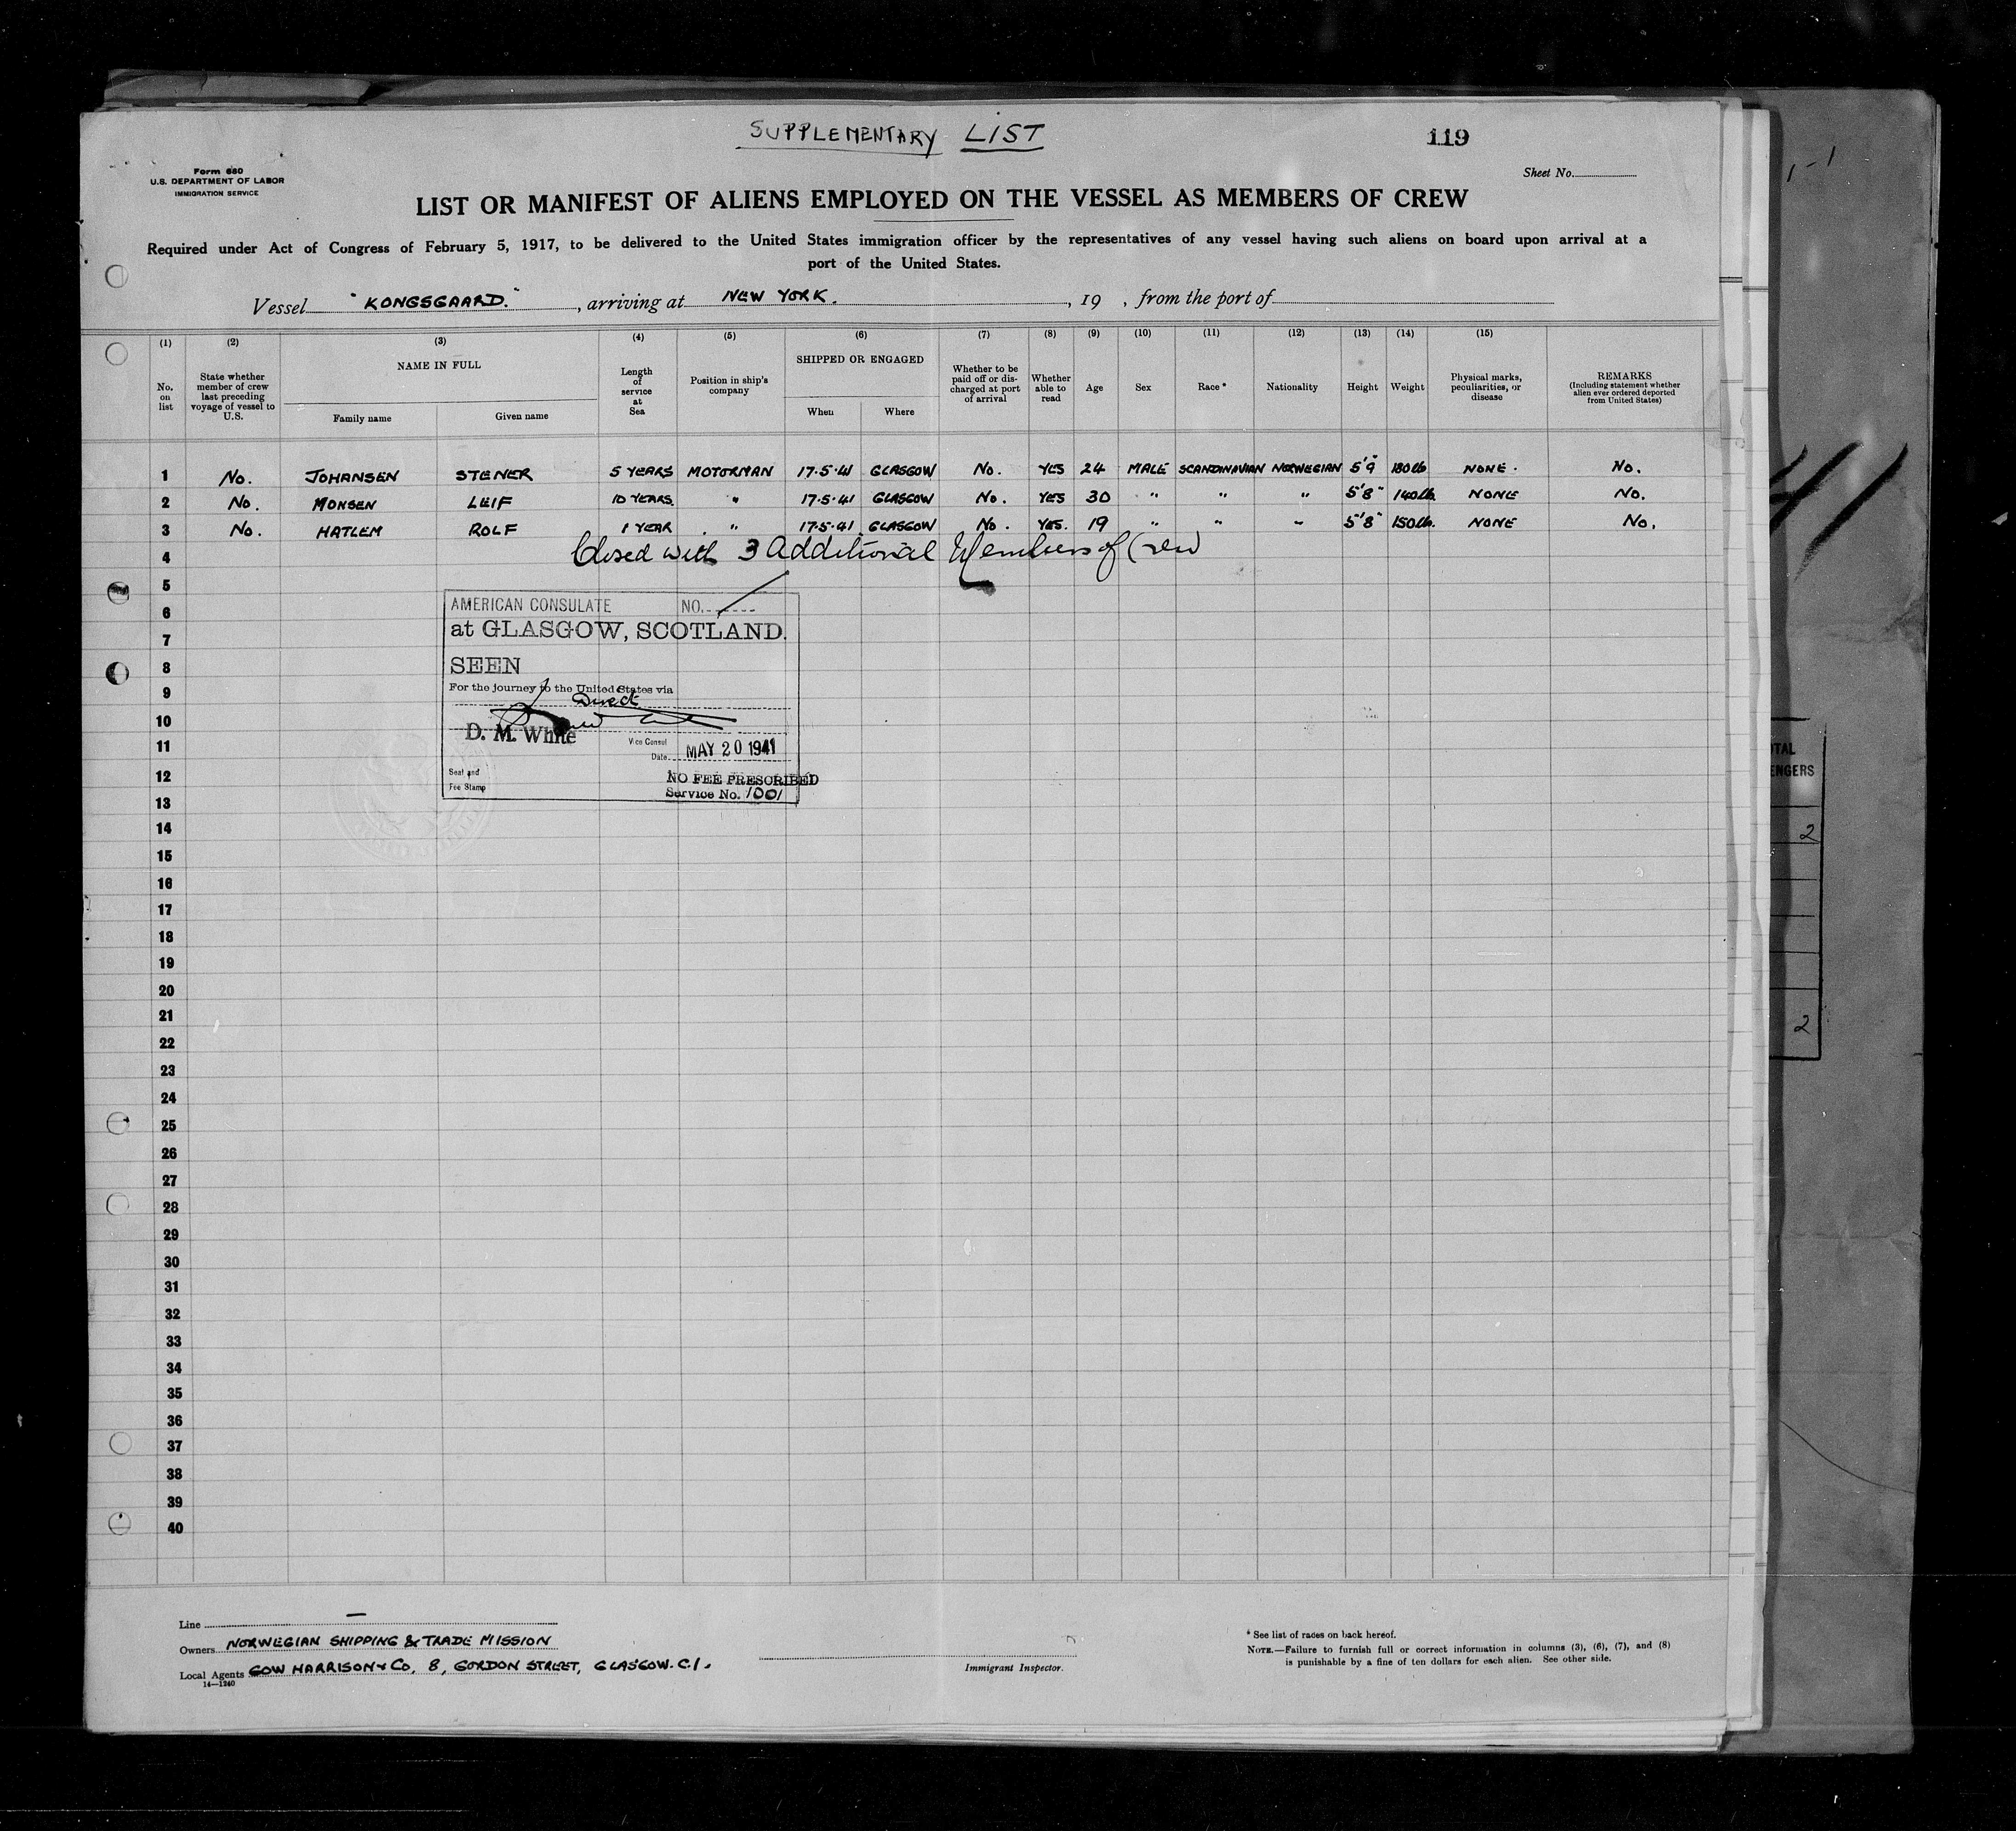 SUPPLEMENTARY LIST
119
Form 680
U.S. DEPARTMENT OF LABOR
IMMIGRATION SERVICE
Sheet No.
LIST OR MANIFEST OF ALIENS EMPLOYED ON THE VESSEL AS MEMBERS OF CREW
Required under Act of Congress of February 5, 1917, to be delivered to the United States immigration officer by the representatives of any vessel having such aliens on board upon arrival at a
port of the United States.
Vessel "KONGSGAARD.", arriving at NEW YORK., 19 , from the port of
(1) (2) (3) (4) (5) (6) (7) (8) (9) (10) (11) (12) (13) (14) (15)
No. on list
State whether member of crew last preceding voyage of vessel to U.S.
NAME IN FULL
Family name
Given name
Length of service at Sea
Position in ship's company
SHIPPED OR ENGAGED
When
Where
Whether to be paid off or discharged at port of arrival
Whether able to read
Age
Sex
Race *
Nationality
Height
Weight
Physical marks, peculiarities, or disease
REMARKS
(Including statement whether alien ever ordered deported from United States)
1 No. JOHANSEN STENER 5 YEARS MOTORMAN 17.5.41 GLASGOW No. YES 24 MALE SCANDINAVIAN NORWEGIAN 5'9" 180 lb NONE. No.
2 No. MONSEN LEIF 10 YEARS " 17.5.41 GLASGOW No. YES 30 " " " 5'8" 140 lb. NONE No.
3 No. HATLEM ROLF 1 YEAR " 17.5.41 GLASGOW No. YES. 19 " " " 5'8" 150 lb. NONE No.
4 Closed with 3 Additional Members of Crew
5
6
7
8
9
10
11
12
13
14
15
16
17
18
19
20
21
22
23
24
25
26
27
28
29
30
31
32
33
34
35
36
37
38
39
40
AMERICAN CONSULATE NO.
at GLASGOW, SCOTLAND.
SEEN
For the journey to the United States via
Direct
D. M. White
Vice Consul
Date MAY 20 1941
Seal and
Fee Stamp
NO FEE PRESCRIBED
Service No. 1001
41
OTAL
ENGERS
2
2
Line —
Owners NORWEGIAN SHIPPING & TRADE MISSION
Local Agents GOW HARRISON & Co, 8, GORDON STREET, GLASGOW. C.1.
14—1240
Immigrant Inspector.
* See list of races on back hereof.
NOTE.—Failure to furnish full or correct information in columns (3), (6), (7), and (8)
is punishable by a fine of ten dollars for each alien. See other side.